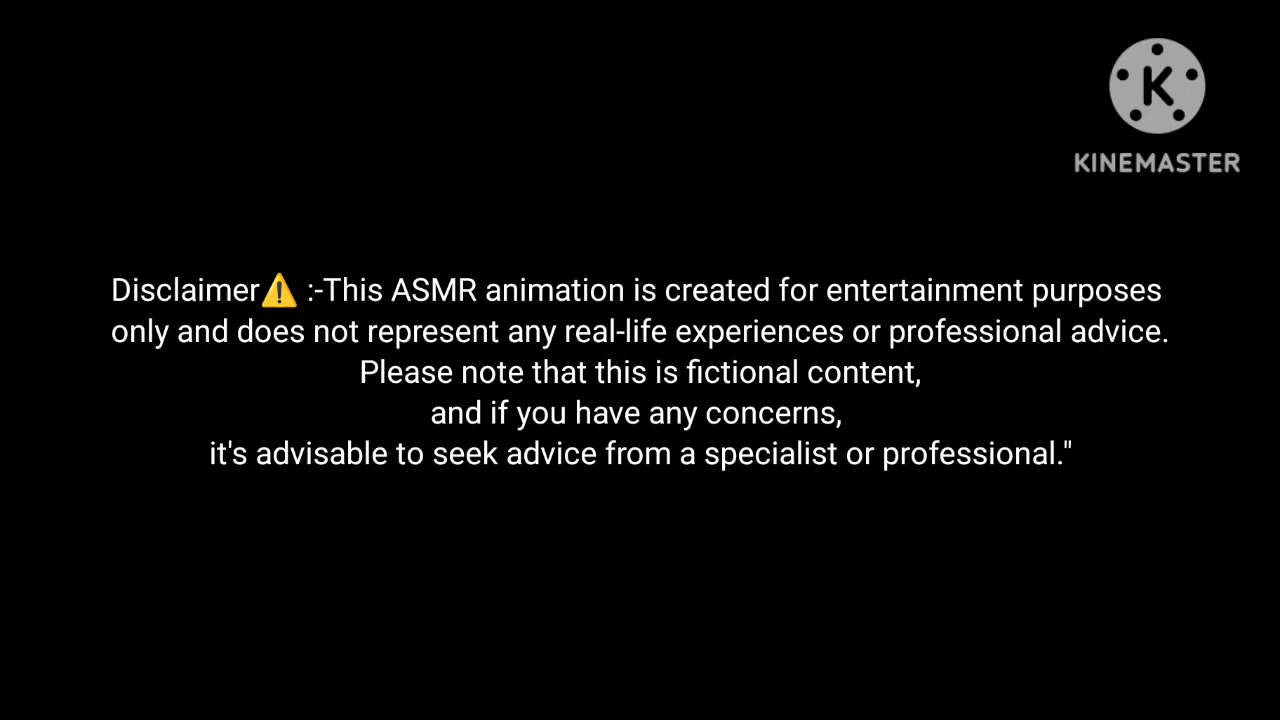 K
KINEMASTER
Disclaimer⚠️ :-This ASMR animation is created for entertainment purposes
only and does not represent any real-life experiences or professional advice.
Please note that this is fictional content,
and if you have any concerns,
it's advisable to seek advice from a specialist or professional."